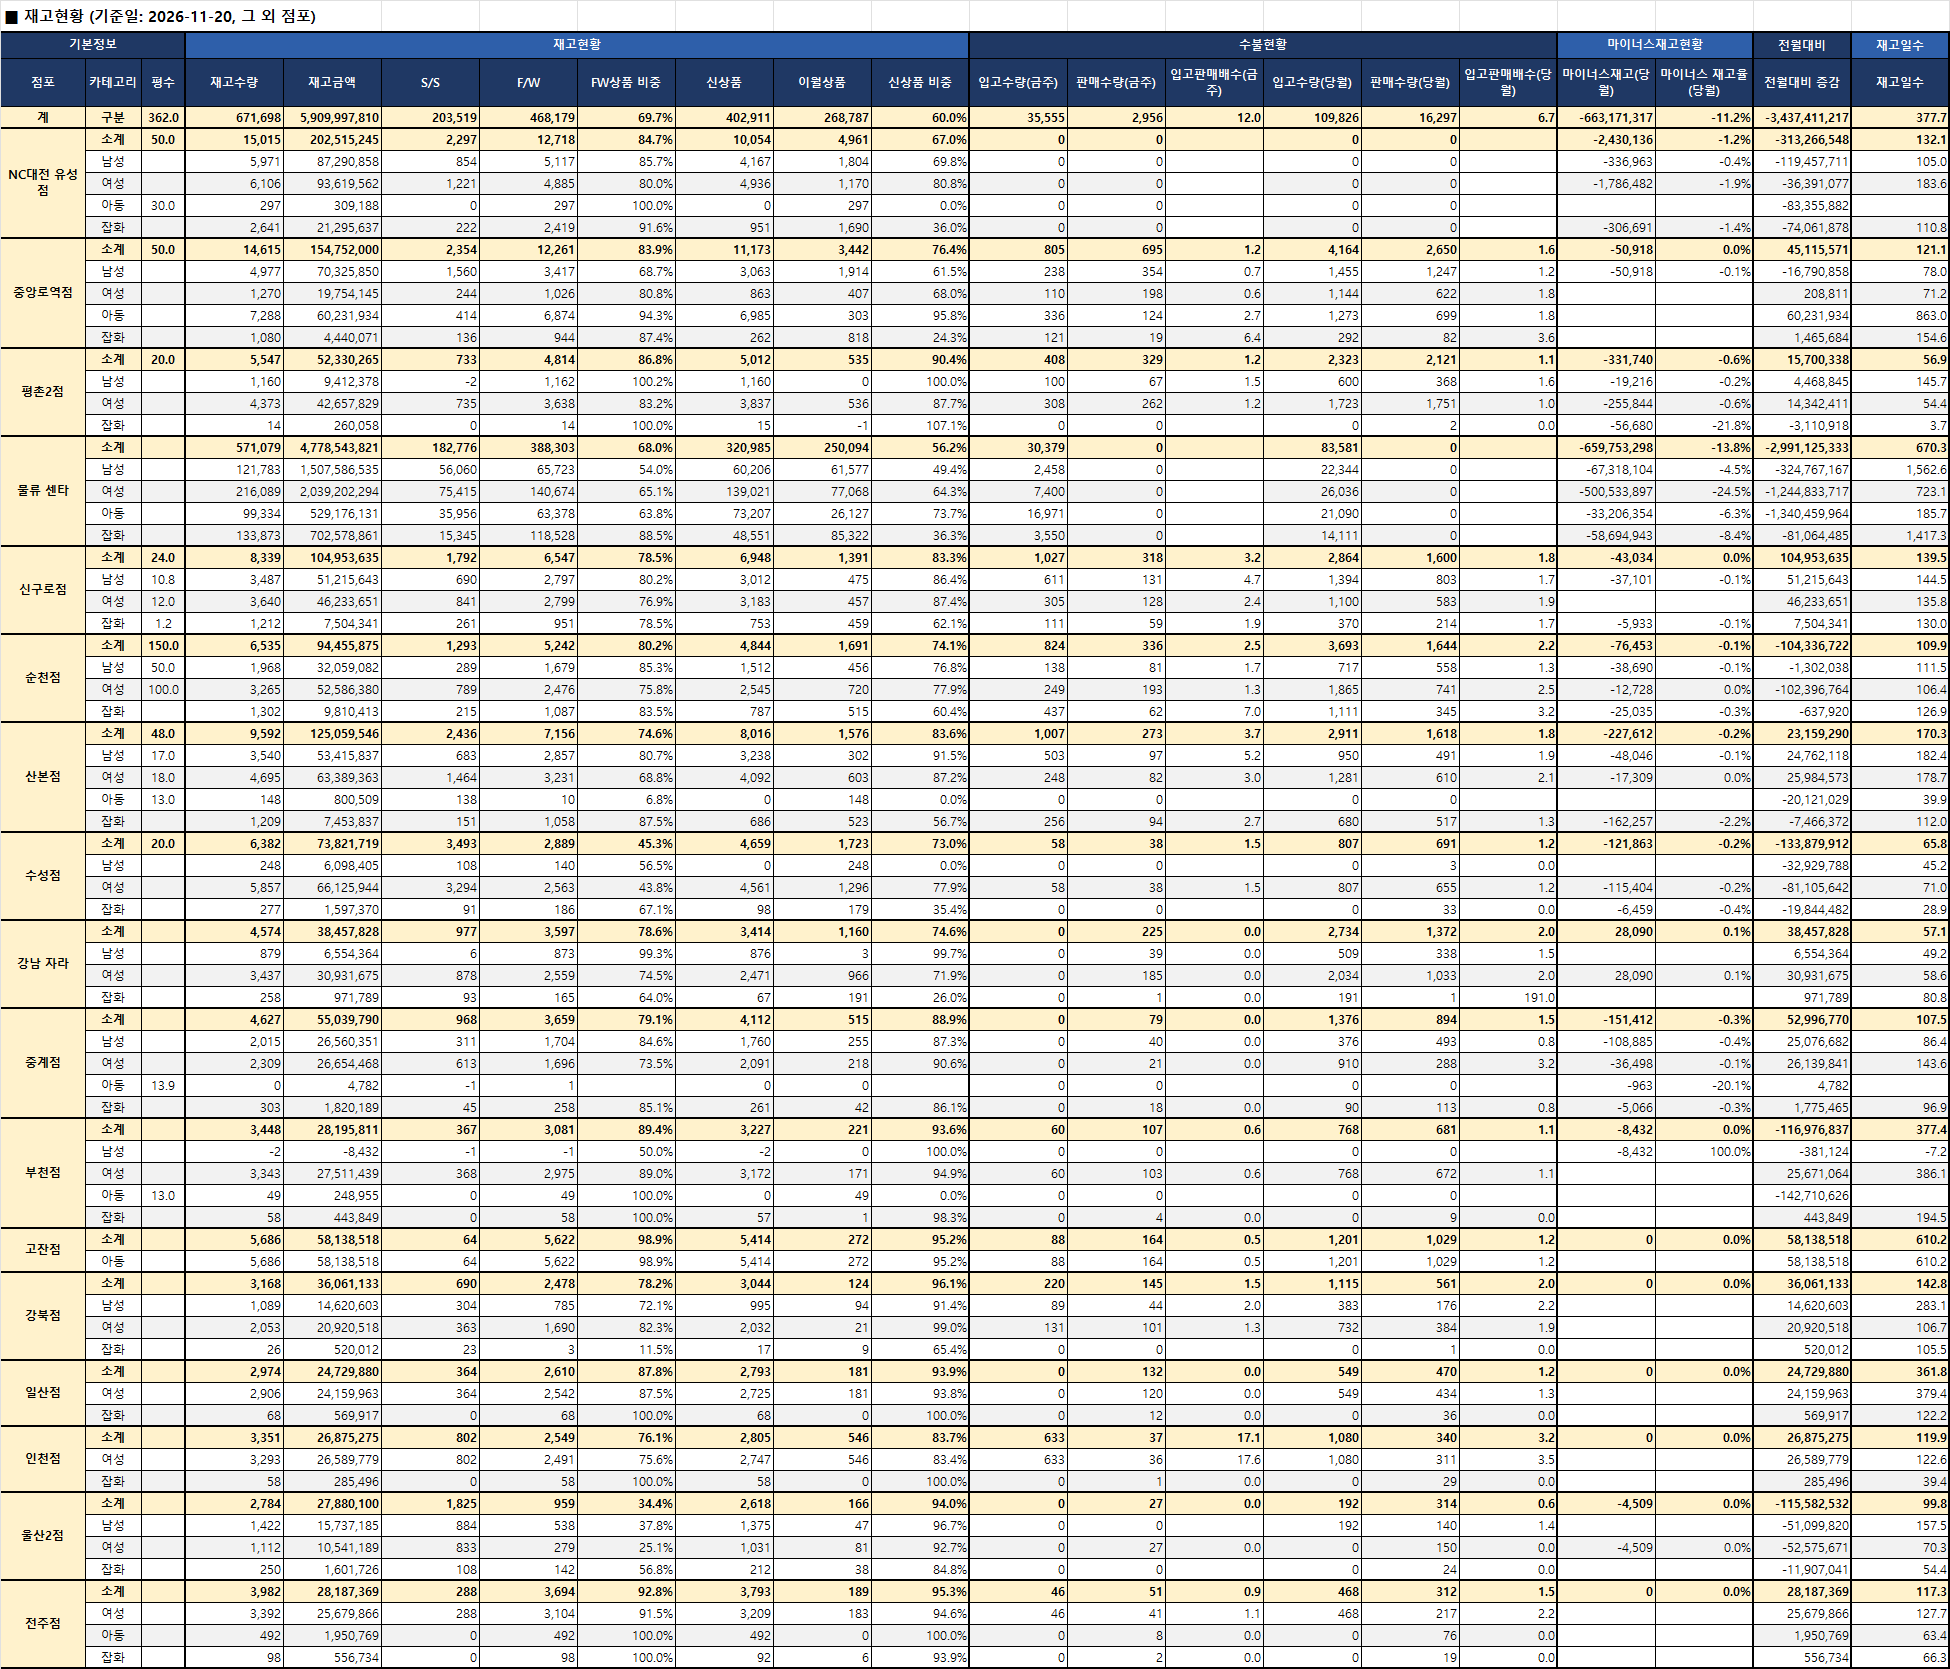 ■ 재고현황 (기준일: 2026-11-20, 그 외 점포)
기본정보 재고현황 수불현황 마이너스재고현황 전월대비 재고일수
점포 카테고리 평수 재고수량 재고금액 S/S F/W FW상품 비중 신상품 이월상품 신상품 비중 입고수량(금주) 판매수량(금주) 입고판매배수(금주) 입고수량(당월) 판매수량(당월) 입고판매배수(당월) 마이너스재고(당월) 마이너스 재고율(당월) 전월대비 증감 재고일수
계 구분 362.0 671,698 5,909,997,810 203,519 468,179 69.7% 402,911 268,787 60.0% 35,555 2,956 12.0 109,826 16,297 6.7 -663,171,317 -11.2% -3,437,411,217 377.7
NC대전 유성점
소계 50.0 15,015 202,515,245 2,297 12,718 84.7% 10,054 4,961 67.0% 0 0 0 0 -2,430,136 -1.2% -313,266,548 132.1
남성 5,971 87,290,858 854 5,117 85.7% 4,167 1,804 69.8% 0 0 0 0 -336,963 -0.4% -119,457,711 105.0
여성 6,106 93,619,562 1,221 4,885 80.0% 4,936 1,170 80.8% 0 0 0 0 -1,786,482 -1.9% -36,391,077 183.6
아동 30.0 297 309,188 0 297 100.0% 0 297 0.0% 0 0 0 0 -83,355,882
잡화 2,641 21,295,637 222 2,419 91.6% 951 1,690 36.0% 0 0 0 0 -306,691 -1.4% -74,061,878 110.8
중앙로역점
소계 50.0 14,615 154,752,000 2,354 12,261 83.9% 11,173 3,442 76.4% 805 695 1.2 4,164 2,650 1.6 -50,918 0.0% 45,115,571 121.1
남성 4,977 70,325,850 1,560 3,417 68.7% 3,063 1,914 61.5% 238 354 0.7 1,455 1,247 1.2 -50,918 -0.1% -16,790,858 78.0
여성 1,270 19,754,145 244 1,026 80.8% 863 407 68.0% 110 198 0.6 1,144 622 1.8 208,811 71.2
아동 7,288 60,231,934 414 6,874 94.3% 6,985 303 95.8% 336 124 2.7 1,273 699 1.8 60,231,934 863.0
잡화 1,080 4,440,071 136 944 87.4% 262 818 24.3% 121 19 6.4 292 82 3.6 1,465,684 154.6
평촌2점
소계 20.0 5,547 52,330,265 733 4,814 86.8% 5,012 535 90.4% 408 329 1.2 2,323 2,121 1.1 -331,740 -0.6% 15,700,338 56.9
남성 1,160 9,412,378 -2 1,162 100.2% 1,160 0 100.0% 100 67 1.5 600 368 1.6 -19,216 -0.2% 4,468,845 145.7
여성 4,373 42,657,829 735 3,638 83.2% 3,837 536 87.7% 308 262 1.2 1,723 1,751 1.0 -255,844 -0.6% 14,342,411 54.4
잡화 14 260,058 0 14 100.0% 15 -1 107.1% 0 0 0 2 0.0 -56,680 -21.8% -3,110,918 3.7
물류 센타
소계 571,079 4,778,543,821 182,776 388,303 68.0% 320,985 250,094 56.2% 30,379 0 83,581 0 -659,753,298 -13.8% -2,991,125,333 670.3
남성 121,783 1,507,586,535 56,060 65,723 54.0% 60,206 61,577 49.4% 2,458 0 22,344 0 -67,318,104 -4.5% -324,767,167 1,562.6
여성 216,089 2,039,202,294 75,415 140,674 65.1% 139,021 77,068 64.3% 7,400 0 26,036 0 -500,533,897 -24.5% -1,244,833,717 723.1
아동 99,334 529,176,131 35,956 63,378 63.8% 73,207 26,127 73.7% 16,971 0 21,090 0 -33,206,354 -6.3% -1,340,459,964 185.7
잡화 133,873 702,578,861 15,345 118,528 88.5% 48,551 85,322 36.3% 3,550 0 14,111 0 -58,694,943 -8.4% -81,064,485 1,417.3
신구로점
소계 24.0 8,339 104,953,635 1,792 6,547 78.5% 6,948 1,391 83.3% 1,027 318 3.2 2,864 1,600 1.8 -43,034 0.0% 104,953,635 139.5
남성 10.8 3,487 51,215,643 690 2,797 80.2% 3,012 475 86.4% 611 131 4.7 1,394 803 1.7 -37,101 -0.1% 51,215,643 144.5
여성 12.0 3,640 46,233,651 841 2,799 76.9% 3,183 457 87.4% 305 128 2.4 1,100 583 1.9 46,233,651 135.8
잡화 1.2 1,212 7,504,341 261 951 78.5% 753 459 62.1% 111 59 1.9 370 214 1.7 -5,933 -0.1% 7,504,341 130.0
순천점
소계 150.0 6,535 94,455,875 1,293 5,242 80.2% 4,844 1,691 74.1% 824 336 2.5 3,693 1,644 2.2 -76,453 -0.1% -104,336,722 109.9
남성 50.0 1,968 32,059,082 289 1,679 85.3% 1,512 456 76.8% 138 81 1.7 717 558 1.3 -38,690 -0.1% -1,302,038 111.5
여성 100.0 3,265 52,586,380 789 2,476 75.8% 2,545 720 77.9% 249 193 1.3 1,865 741 2.5 -12,728 0.0% -102,396,764 106.4
잡화 1,302 9,810,413 215 1,087 83.5% 787 515 60.4% 437 62 7.0 1,111 345 3.2 -25,035 -0.3% -637,920 126.9
산본점
소계 48.0 9,592 125,059,546 2,436 7,156 74.6% 8,016 1,576 83.6% 1,007 273 3.7 2,911 1,618 1.8 -227,612 -0.2% 23,159,290 170.3
남성 17.0 3,540 53,415,837 683 2,857 80.7% 3,238 302 91.5% 503 97 5.2 950 491 1.9 -48,046 -0.1% 24,762,118 182.4
여성 18.0 4,695 63,389,363 1,464 3,231 68.8% 4,092 603 87.2% 248 82 3.0 1,281 610 2.1 -17,309 0.0% 25,984,573 178.7
아동 13.0 148 800,509 138 10 6.8% 0 148 0.0% 0 0 0 0 -20,121,029 39.9
잡화 1,209 7,453,837 151 1,058 87.5% 686 523 56.7% 256 94 2.7 680 517 1.3 -162,257 -2.2% -7,466,372 112.0
수성점
소계 20.0 6,382 73,821,719 3,493 2,889 45.3% 4,659 1,723 73.0% 58 38 1.5 807 691 1.2 -121,863 -0.2% -133,879,912 65.8
남성 248 6,098,405 108 140 56.5% 0 248 0.0% 0 0 0 3 0.0 -32,929,788 45.2
여성 5,857 66,125,944 3,294 2,563 43.8% 4,561 1,296 77.9% 58 38 1.5 807 655 1.2 -115,404 -0.2% -81,105,642 71.0
잡화 277 1,597,370 91 186 67.1% 98 179 35.4% 0 0 0 33 0.0 -6,459 -0.4% -19,844,482 28.9
강남 자라
소계 4,574 38,457,828 977 3,597 78.6% 3,414 1,160 74.6% 0 225 0.0 2,734 1,372 2.0 28,090 0.1% 38,457,828 57.1
남성 879 6,554,364 6 873 99.3% 876 3 99.7% 0 39 0.0 509 338 1.5 6,554,364 49.2
여성 3,437 30,931,675 878 2,559 74.5% 2,471 966 71.9% 0 185 0.0 2,034 1,033 2.0 28,090 0.1% 30,931,675 58.6
잡화 258 971,789 93 165 64.0% 67 191 26.0% 0 1 0.0 191 1 191.0 971,789 80.8
중계점
소계 4,627 55,039,790 968 3,659 79.1% 4,112 515 88.9% 0 79 0.0 1,376 894 1.5 -151,412 -0.3% 52,996,770 107.5
남성 2,015 26,560,351 311 1,704 84.6% 1,760 255 87.3% 0 40 0.0 376 493 0.8 -108,885 -0.4% 25,076,682 86.4
여성 2,309 26,654,468 613 1,696 73.5% 2,091 218 90.6% 0 21 0.0 910 288 3.2 -36,498 -0.1% 26,139,841 143.6
아동 13.9 0 4,782 -1 1 0 0 0 0 0 0 -963 -20.1% 4,782
잡화 303 1,820,189 45 258 85.1% 261 42 86.1% 0 18 0.0 90 113 0.8 -5,066 -0.3% 1,775,465 96.9
부천점
소계 3,448 28,195,811 367 3,081 89.4% 3,227 221 93.6% 60 107 0.6 768 681 1.1 -8,432 0.0% -116,976,837 377.4
남성 -2 -8,432 -1 -1 50.0% -2 0 100.0% 0 0 0 0 -8,432 100.0% -381,124 -7.2
여성 3,343 27,511,439 368 2,975 89.0% 3,172 171 94.9% 60 103 0.6 768 672 1.1 25,671,064 386.1
아동 13.0 49 248,955 0 49 100.0% 0 49 0.0% 0 0 0 0 -142,710,626
잡화 58 443,849 0 58 100.0% 57 1 98.3% 0 4 0.0 0 9 0.0 443,849 194.5
고잔점
소계 5,686 58,138,518 64 5,622 98.9% 5,414 272 95.2% 88 164 0.5 1,201 1,029 1.2 0 0.0% 58,138,518 610.2
아동 5,686 58,138,518 64 5,622 98.9% 5,414 272 95.2% 88 164 0.5 1,201 1,029 1.2 58,138,518 610.2
강북점
소계 3,168 36,061,133 690 2,478 78.2% 3,044 124 96.1% 220 145 1.5 1,115 561 2.0 0 0.0% 36,061,133 142.8
남성 1,089 14,620,603 304 785 72.1% 995 94 91.4% 89 44 2.0 383 176 2.2 14,620,603 283.1
여성 2,053 20,920,518 363 1,690 82.3% 2,032 21 99.0% 131 101 1.3 732 384 1.9 20,920,518 106.7
잡화 26 520,012 23 3 11.5% 17 9 65.4% 0 0 0 1 0.0 520,012 105.5
일산점
소계 2,974 24,729,880 364 2,610 87.8% 2,793 181 93.9% 0 132 0.0 549 470 1.2 0 0.0% 24,729,880 361.8
여성 2,906 24,159,963 364 2,542 87.5% 2,725 181 93.8% 0 120 0.0 549 434 1.3 24,159,963 379.4
잡화 68 569,917 0 68 100.0% 68 0 100.0% 0 12 0.0 0 36 0.0 569,917 122.2
인천점
소계 3,351 26,875,275 802 2,549 76.1% 2,805 546 83.7% 633 37 17.1 1,080 340 3.2 0 0.0% 26,875,275 119.9
여성 3,293 26,589,779 802 2,491 75.6% 2,747 546 83.4% 633 36 17.6 1,080 311 3.5 26,589,779 122.6
잡화 58 285,496 0 58 100.0% 58 0 100.0% 0 1 0.0 0 29 0.0 285,496 39.4
울산2점
소계 2,784 27,880,100 1,825 959 34.4% 2,618 166 94.0% 0 27 0.0 192 314 0.6 -4,509 0.0% -115,582,532 99.8
남성 1,422 15,737,185 884 538 37.8% 1,375 47 96.7% 0 0 192 140 1.4 -51,099,820 157.5
여성 1,112 10,541,189 833 279 25.1% 1,031 81 92.7% 0 27 0.0 0 150 0.0 -4,509 0.0% -52,575,671 70.3
잡화 250 1,601,726 108 142 56.8% 212 38 84.8% 0 0 0 24 0.0 -11,907,041 54.4
전주점
소계 3,982 28,187,369 288 3,694 92.8% 3,793 189 95.3% 46 51 0.9 468 312 1.5 0 0.0% 28,187,369 117.3
여성 3,392 25,679,866 288 3,104 91.5% 3,209 183 94.6% 46 41 1.1 468 217 2.2 25,679,866 127.7
아동 492 1,950,769 0 492 100.0% 492 0 100.0% 0 8 0.0 0 76 0.0 1,950,769 63.4
잡화 98 556,734 0 98 100.0% 92 6 93.9% 0 2 0.0 0 19 0.0 556,734 66.3